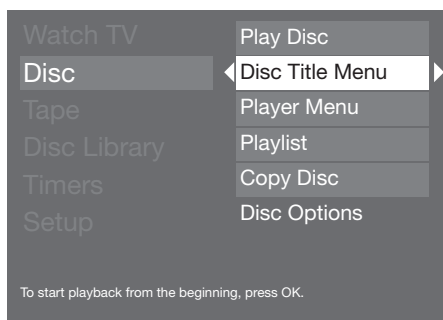 Watch TV
Disc
Tape
Disc Library
Timers
Setup
Play Disc
Disc Title Menu
Player Menu
Playlist
Copy Disc
Disc Options
To start playback from the beginning, press OK.